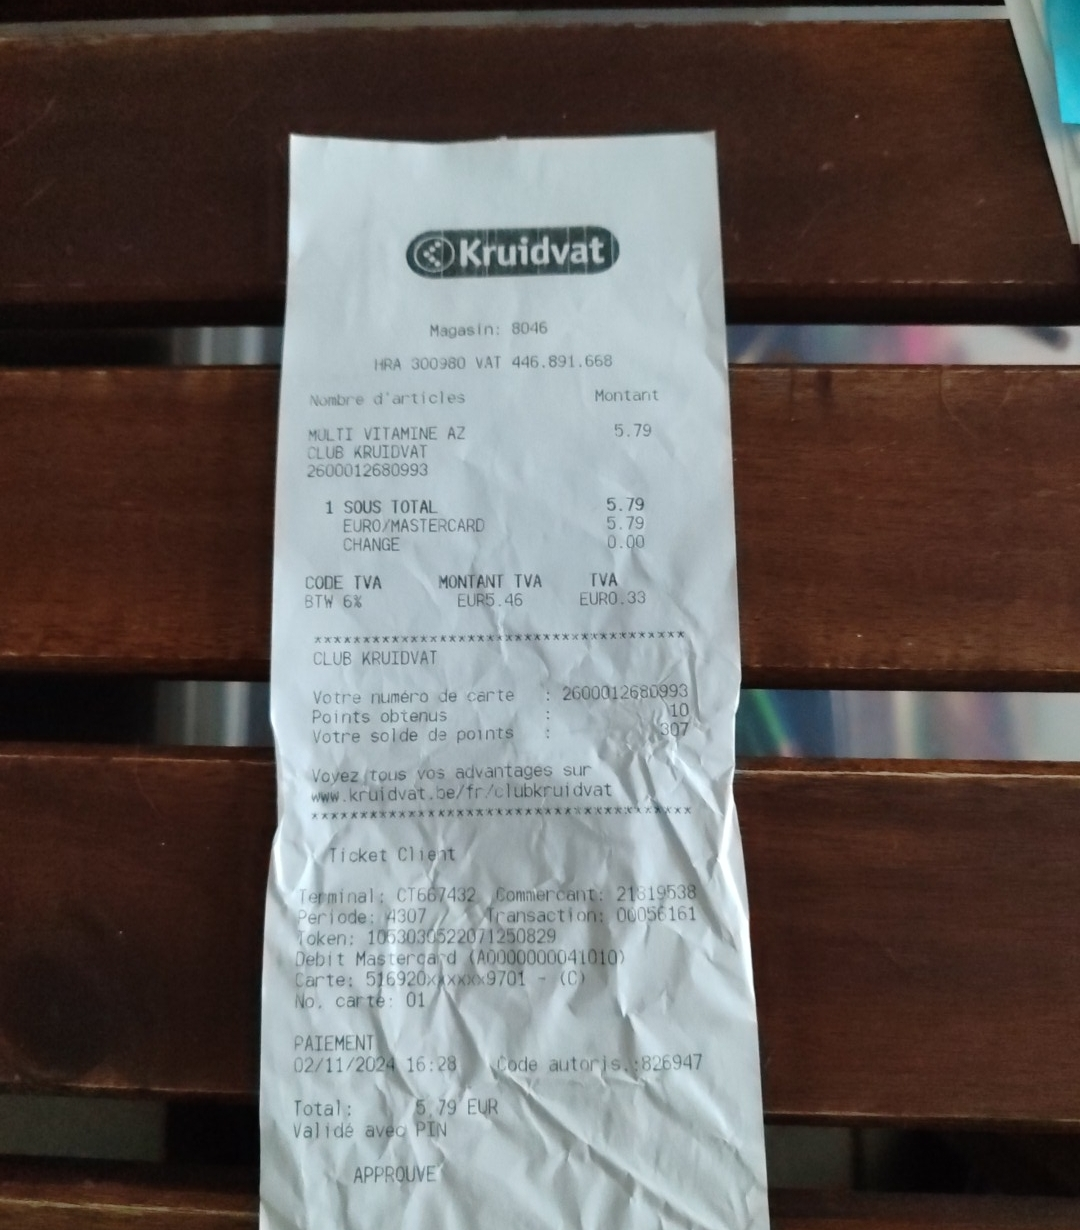 Kruidvat
Magasin: 8046
HRA 300980 VAT 446.891.668
Nombre d'articles Montant
MULTI VITAMINE AZ 5.79
CLUB KRUIDVAT
2600012680993
1 SOUS TOTAL 5.79
EURO/MASTERCARD 5.79
CHANGE 0.00
CODE TVA MONTANT TVA TVA
BTW 6% EUR5.46 EUR0.33
***************************************
CLUB KRUIDVAT
Votre numéro de carte : 2600012680993
Points obtenus : 10
Votre solde de points : 307
Voyez tous vos advantages sur
www.kruidvat.be/fr/clubkruidvat
***************************************
Ticket Client
Terminal: CT667432 Commercant: 21819538
Periode: 4307 Transaction: 00056161
Token: 1053030522071250829
Debit Mastercard (A0000000041010)
Carte: 516920xxxxxx9701 - (C)
No. carte: 01
PAIEMENT
02/11/2024 16:28 Code autoris.:826947
Total: 5.79 EUR
Validé avec PIN
APPROUVE